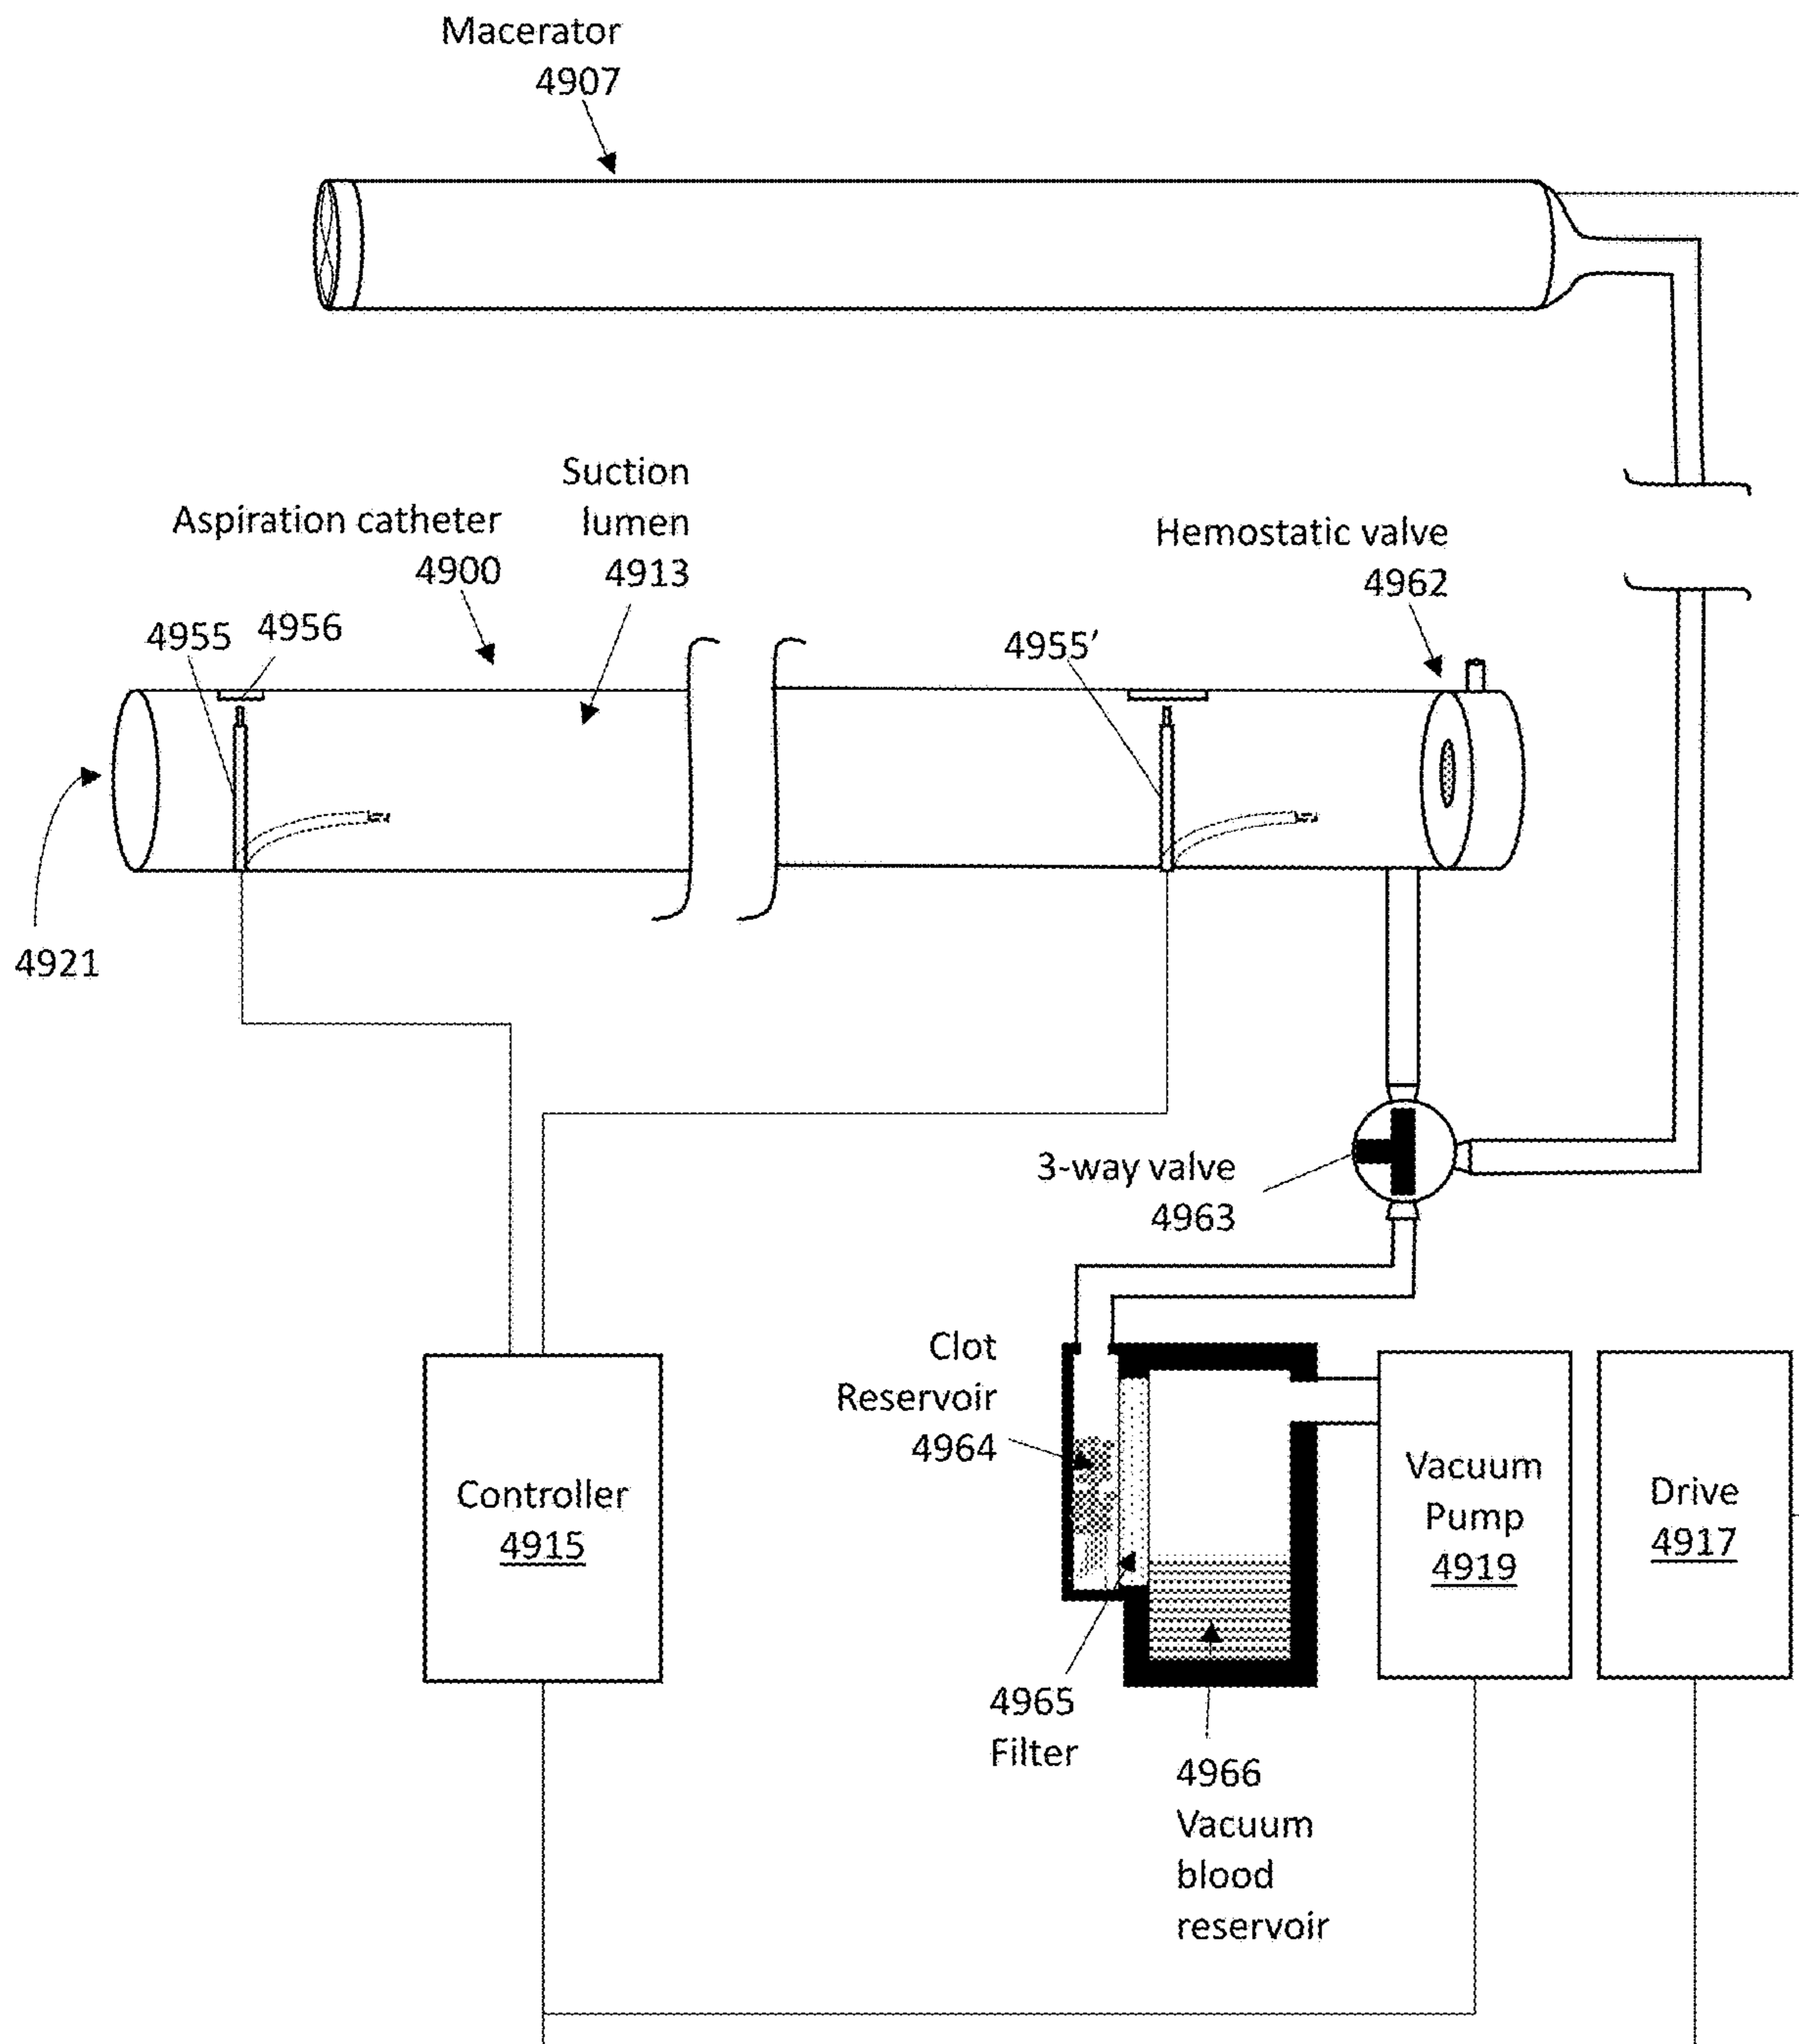 Macerator
4907
Suction
lumen
4913
Aspiration catheter
4900
Hemostatic valve
4962
4955
4956
4955’
4921
3-way valve
4963
Clot
Reservoir
4964
Controller
4915
Vacuum
Pump
4919
Drive
4917
4965
Filter
4966
Vacuum
blood
reservoir